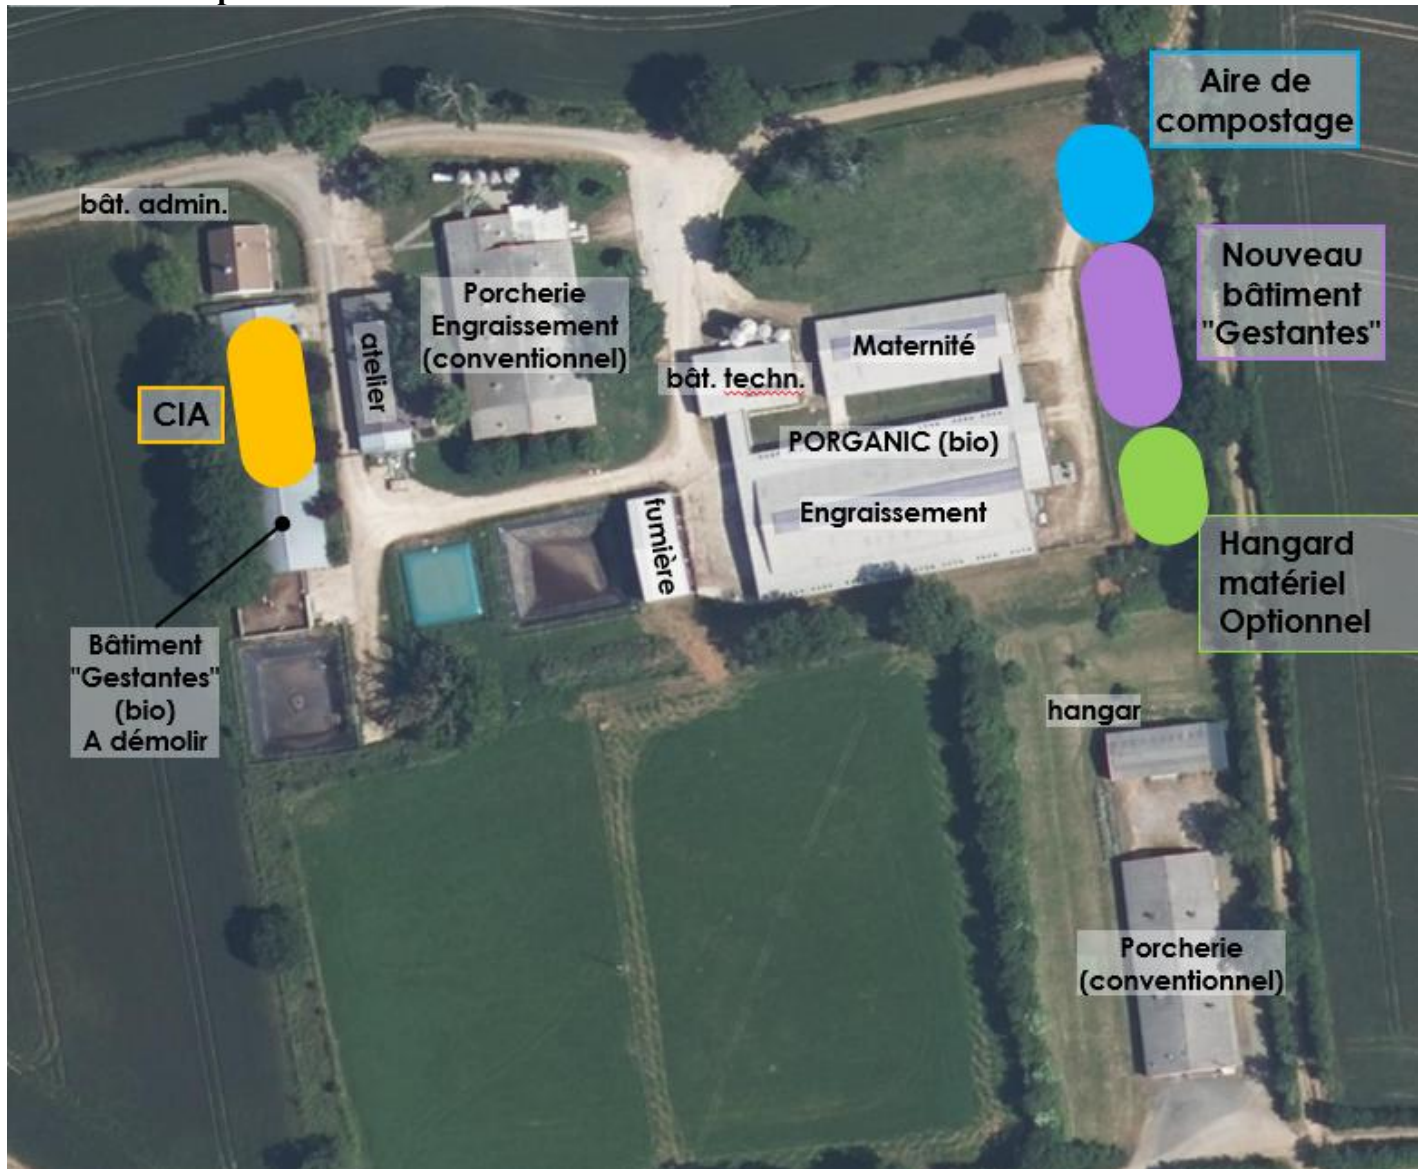 Aire de
compostage
bât. admin.
Nouveau
bâtiment
"Gestantes"
Porcherie
Engraissement
(conventionnel)
atelier
Maternité
bât. techn.
CIA
PORGANIC (bio)
Engraissement
fumière
Hangard
matériel
Optionnel
Bâtiment
"Gestantes"
(bio)
A démolir
hangar
Porcherie
(conventionnel)